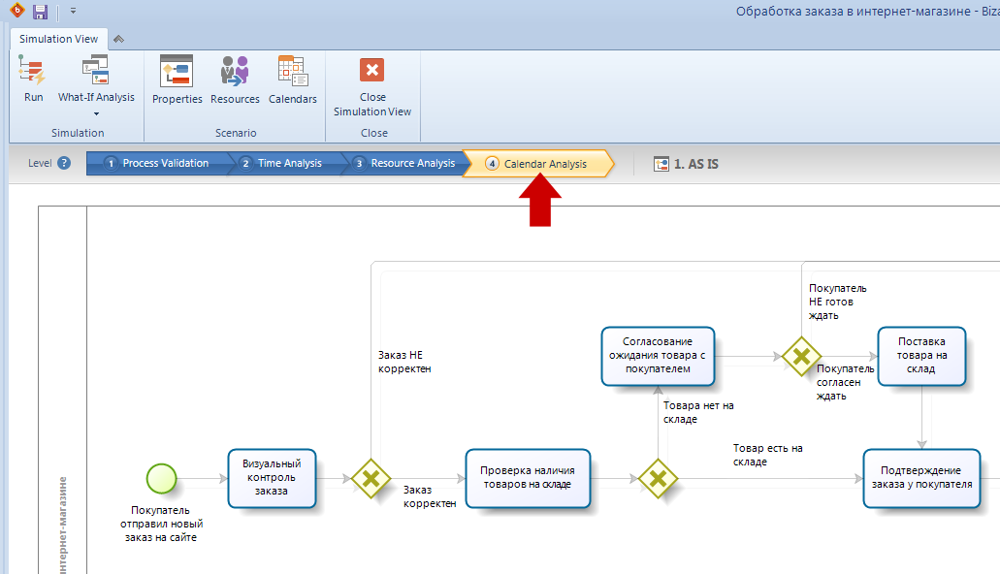 Обработка заказа в интернет-магазине - Biza
Simulation View
Run
What-If Analysis
Properties
Resources
Calendars
Close
Simulation View
Simulation
Scenario
Close
Level ?
1 Process Validation
2 Time Analysis
3 Resource Analysis
4 Calendar Analysis
1. AS IS
Покупатель
НЕ готов
ждать
Заказ НЕ
корректен
Согласование
ожидания товара с
покупателем
Поставка
товара на
склад
Покупатель
согласен
ждать
Товара нет на
складе
Товар есть на
складе
Визуальный
контроль
заказа
Проверка наличия
товаров на складе
Подтверждение
заказа у покупателя
Заказ
корректен
Покупатель
отправил новый
заказ на сайте
нтернет-магазине